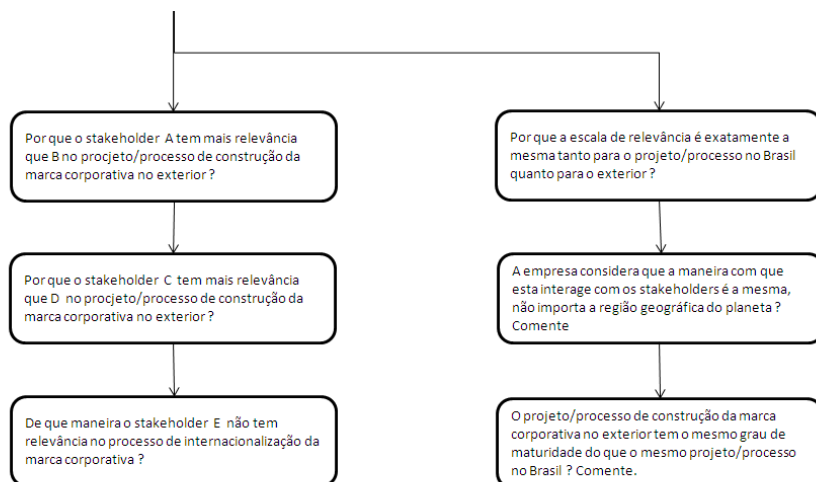 Por que o stakeholder A tem mais relevância
que B no procjeto/processo de construção da
marca corporativa no exterior ?
Por que o stakeholder C tem mais relevância
que D no procjeto/processo de construção da
marca corporativa no exterior ?
De que maneira o stakeholder E não tem
relevância no processo de internacionalização da
marca corporativa ?
Por que a escala de relevância é exatamente a
mesma tanto para o projeto/processo no Brasil
quanto para o exterior ?
A empresa considera que a maneira com que
esta interage com os stakeholders é a mesma,
não importa a região geográfica do planeta ?
Comente
O projeto/processo de construção da marca
corporativa no exterior tem o mesmo grau de
maturidade do que o mesmo projeto/processo
no Brasil ? Comente.